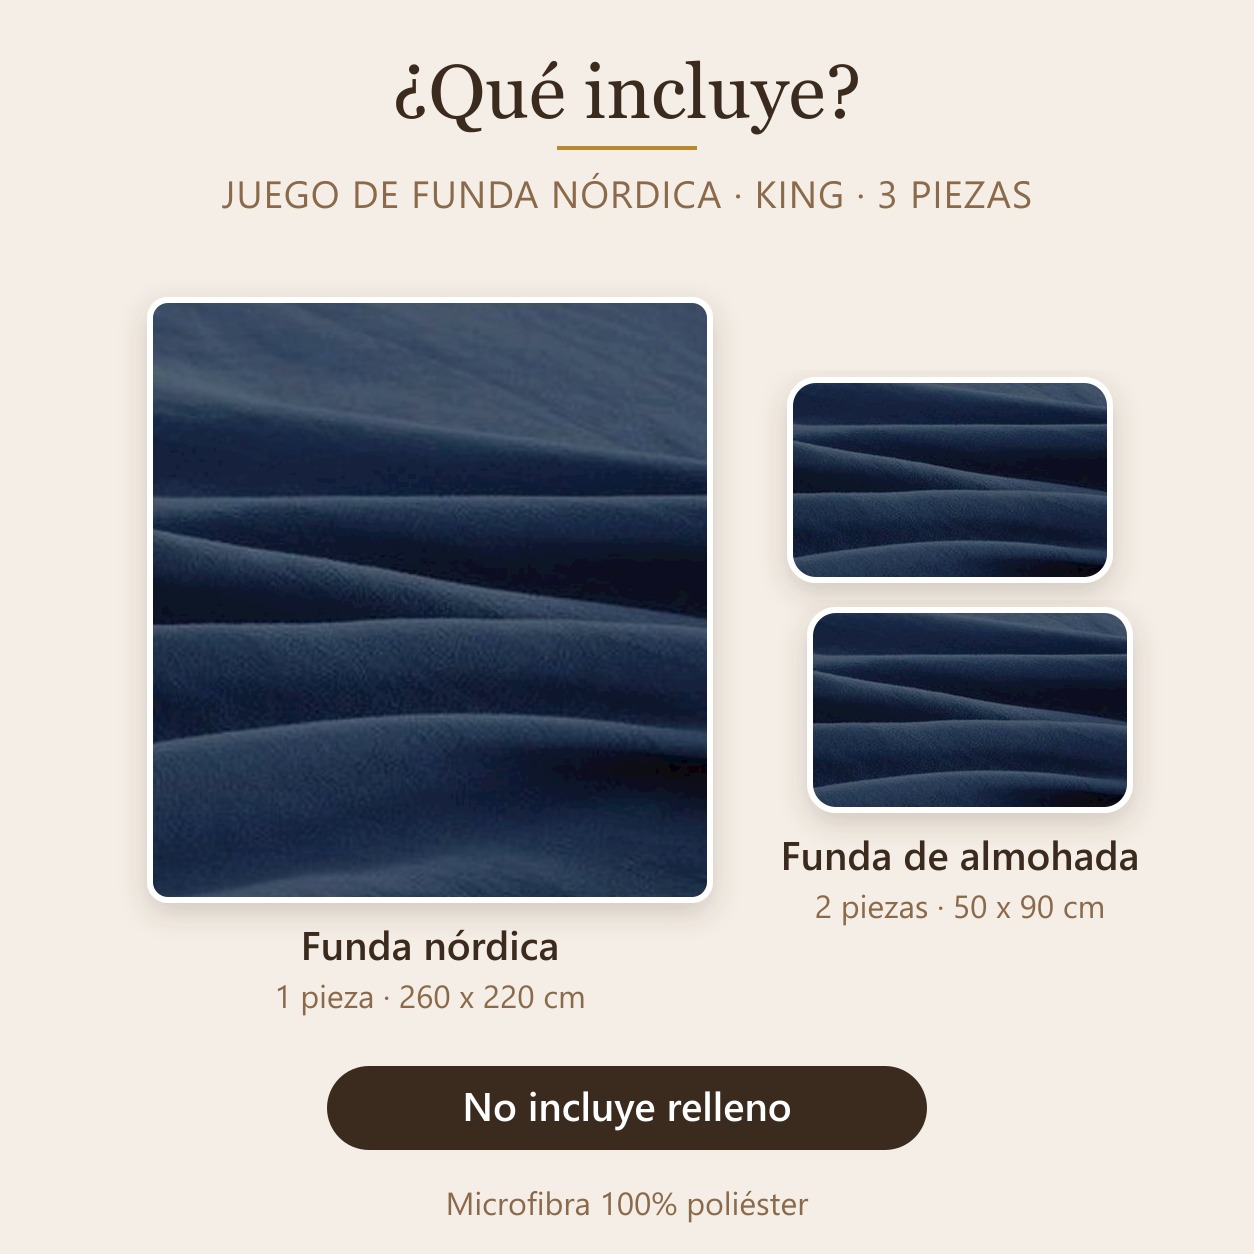 ¿Qué incluye?
JUEGO DE FUNDA NÓRDICA · KING · 3 PIEZAS
Funda nórdica
1 pieza · 260 x 220 cm
Funda de almohada
2 piezas · 50 x 90 cm
No incluye relleno
Microfibra 100% poliéster